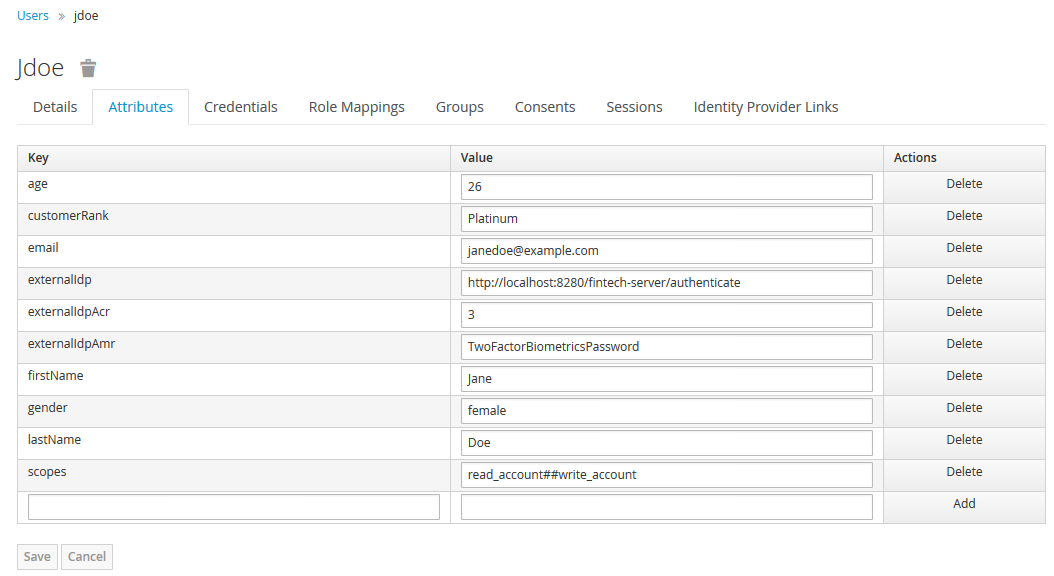 Users » jdoe
Jdoe
Details Attributes Credentials Role Mappings Groups Consents Sessions Identity Provider Links
Key Value Actions
age 26 Delete
customerRank Platinum Delete
email janedoe@example.com Delete
externalIdp http://localhost:8280/fintech-server/authenticate Delete
externalIdpAcr 3 Delete
externalIdpAmr TwoFactorBiometricsPassword Delete
firstName Jane Delete
gender female Delete
lastName Doe Delete
scopes read_account##write_account Delete
Add
Save Cancel